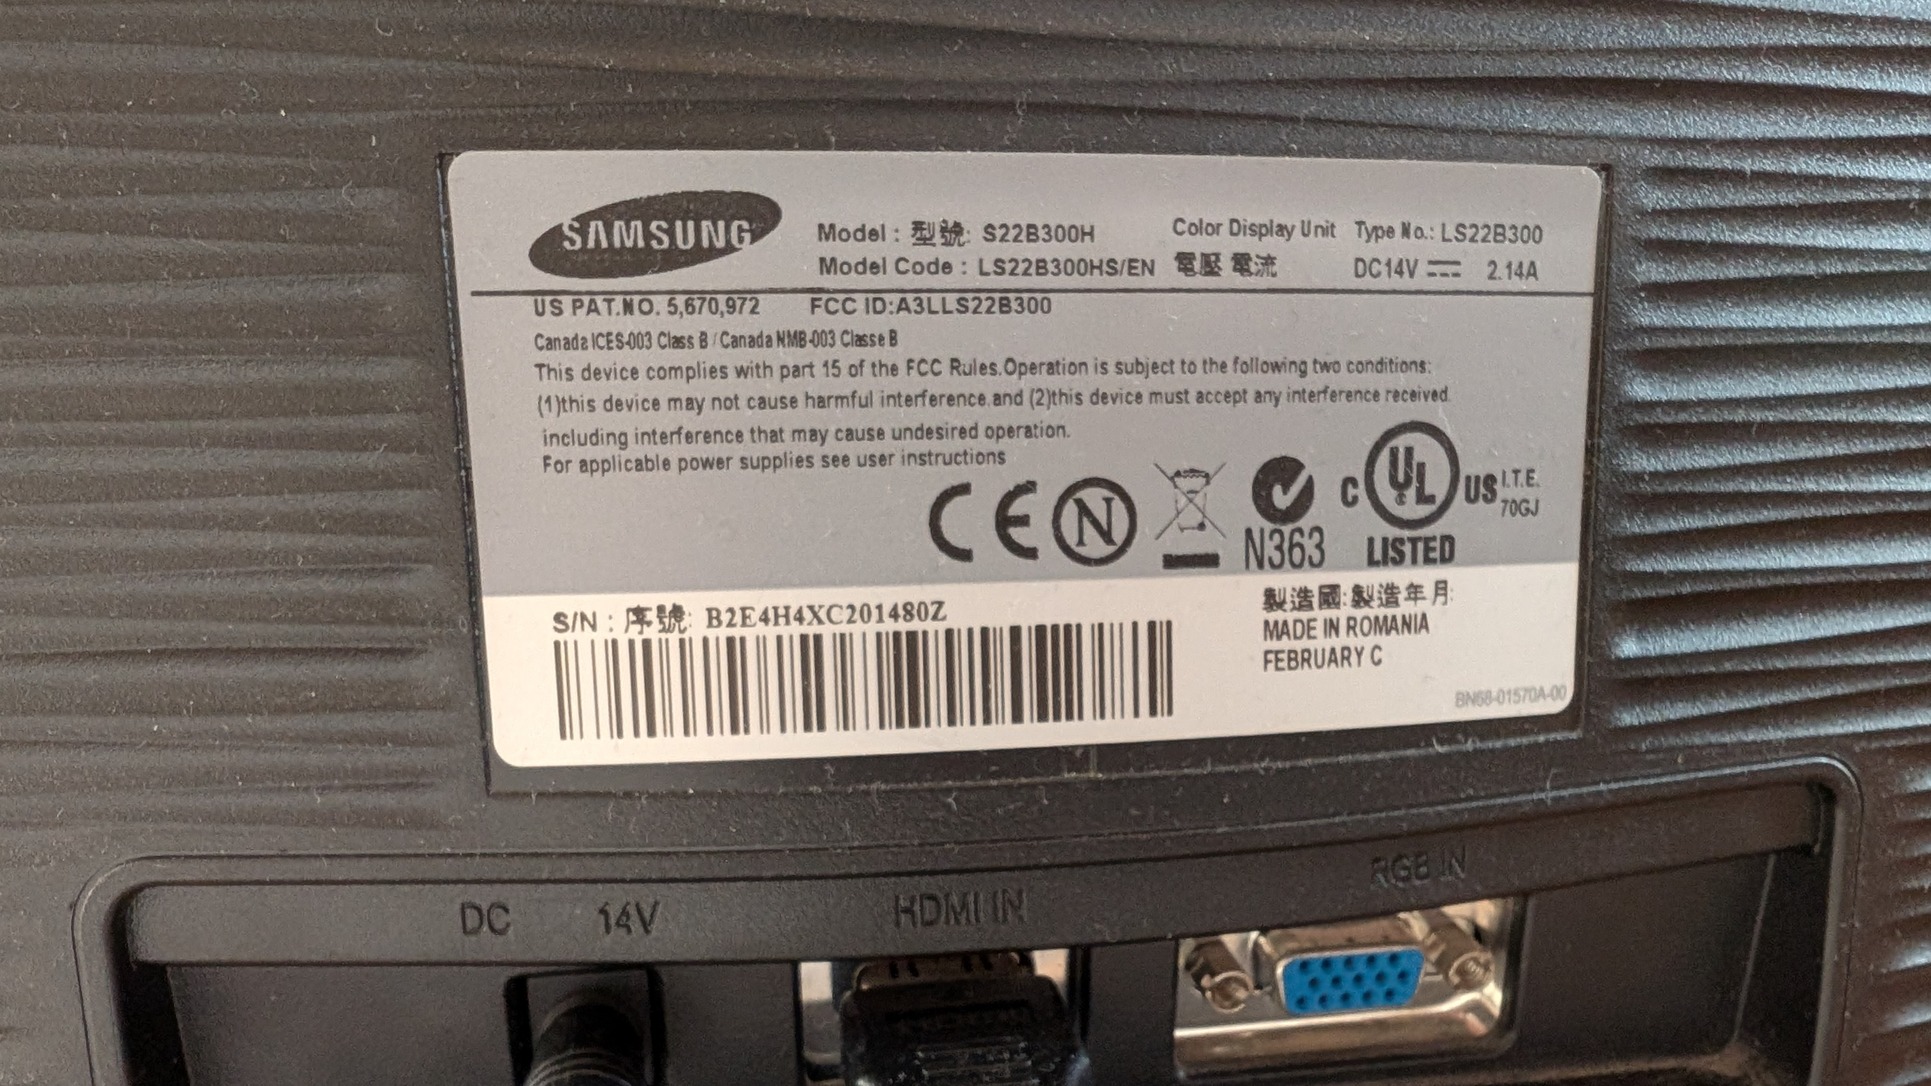 SAMSUNG
Model : 型號: S22B300H
Model Code : LS22B300HS/EN
Color Display Unit
電壓 電流
Type No.: LS22B300
DC14V 2.14A
US PAT.NO. 5,670,972 FCC ID:A3LLS22B300
Canada ICES-003 Class B / Canada NMB-003 Classe B
This device complies with part 15 of the FCC Rules.Operation is subject to the following two conditions:
(1)this device may not cause harmful interference.and (2)this device must accept any interference received.
including interference that may cause undesired operation.
For applicable power supplies see user instructions
CE N
N363
C UL US LISTED
I.T.E.
70GJ
S/N : 序號: B2E4H4XC201480Z
製造國: 製造年月:
MADE IN ROMANIA
FEBRUARY C
BN68-01570A-00
DC 14V
HDMI IN
RGB IN